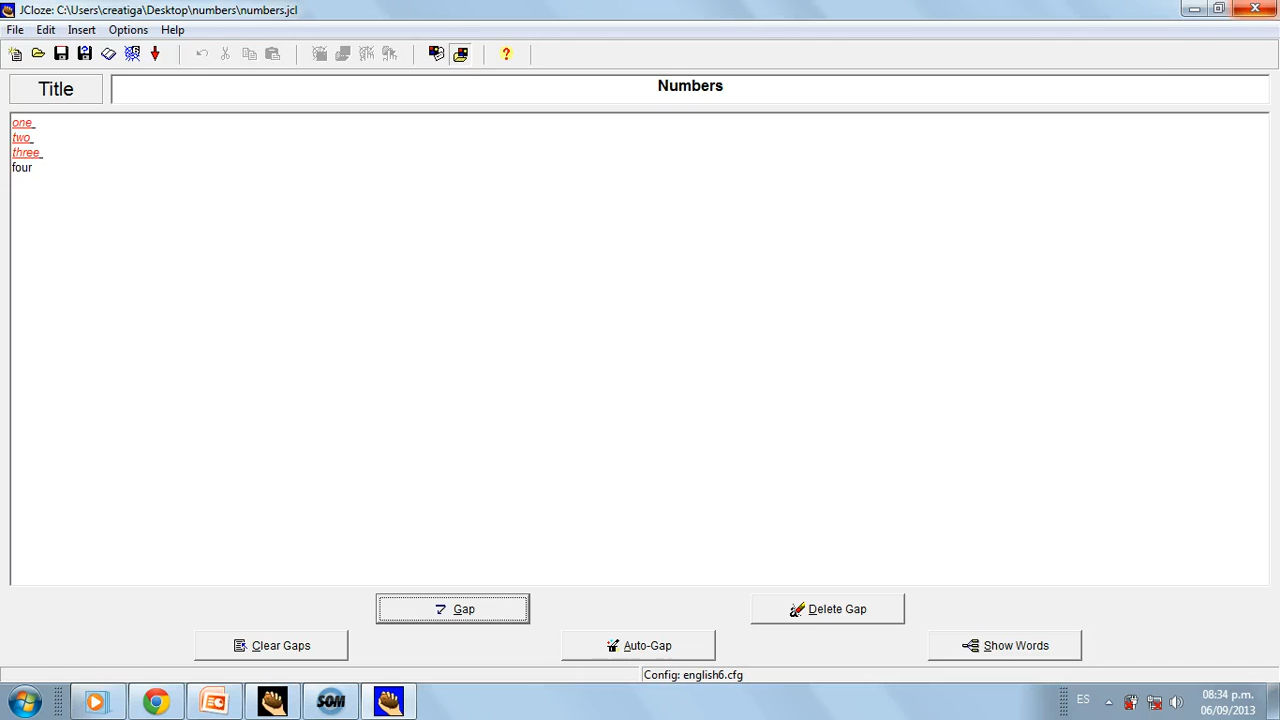 JCloze: C:\Users\creatiga\Desktop\numbers\numbers.jcl
File Edit Insert Options Help
Title
Numbers
one
two
three
four
Gap
Delete Gap
Clear Gaps
Auto-Gap
Show Words
Config: english6.cfg
SOM
ES
08:34 p.m.
06/09/2013